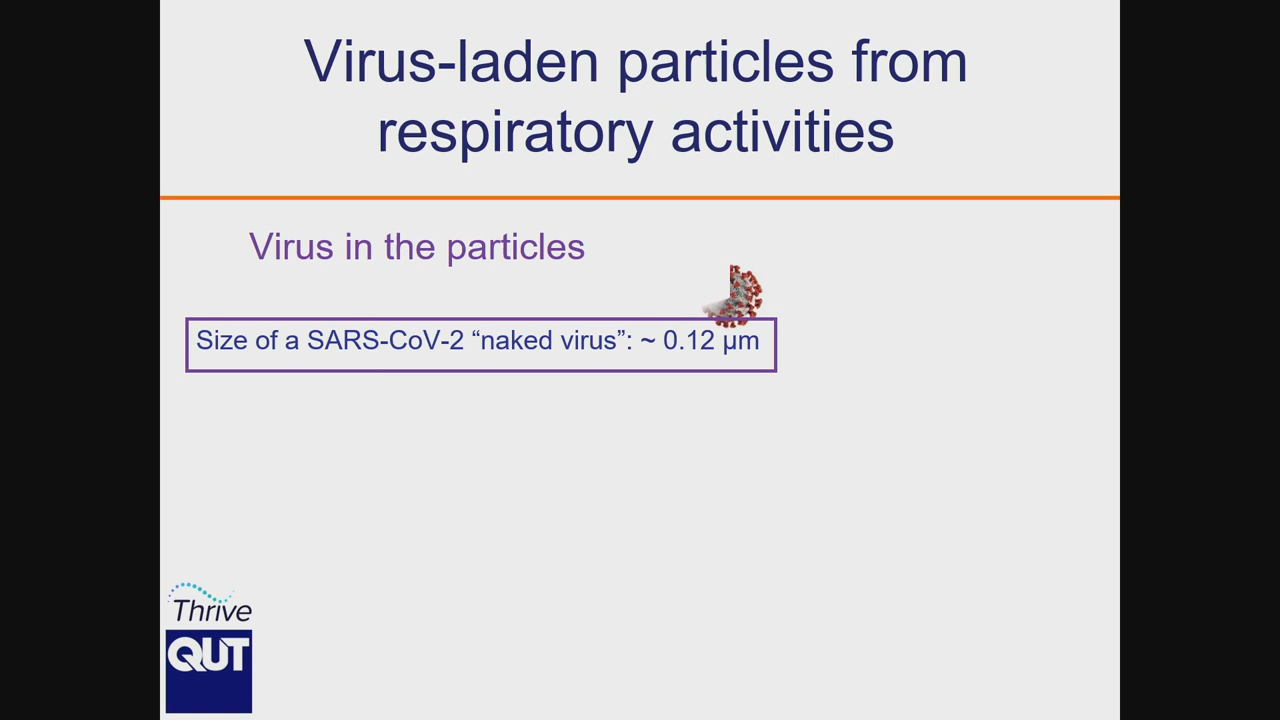 Virus-laden particles from
respiratory activities
Virus in the particles
Size of a SARS-CoV-2 “naked virus”: ~ 0.12 µm
Thrive
QUT